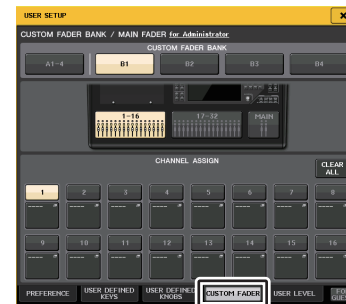 USER SETUP
CUSTOM FADER BANK / MAIN FADER for Administrator
CUSTOM FADER BANK
A1-4 B1 B2 B3 B4
1-16 17-32 MAIN
CHANNEL ASSIGN
CLEAR ALL
1 2 3 4 5 6 7 8
---- ---- ---- ---- ---- ---- ---- ----
9 10 11 12 13 14 15 16
---- ---- ---- ---- ---- ---- ---- ----
PREFERENCE USER DEFINED KEYS USER DEFINED KNOBS CUSTOM FADER USER LEVEL